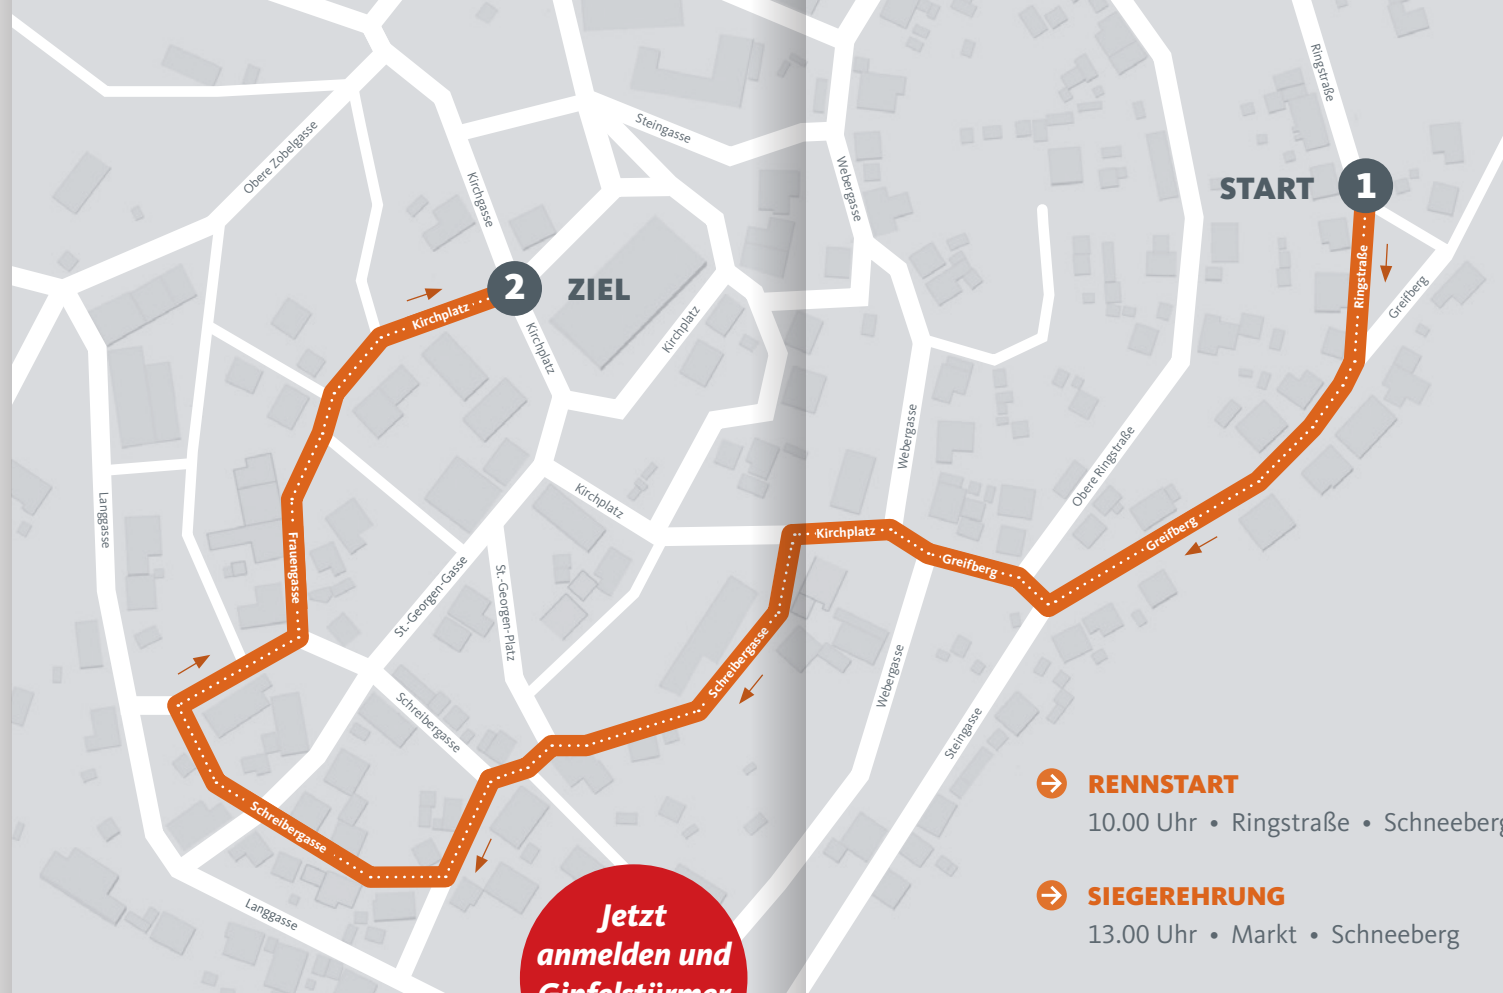 Ringstraße
Steingasse
Obere Zobelgasse
Kirchgasse
Webergasse
START
1
Ringstraße
Greifberg
2
ZIEL
Kirchplatz
Kirchplatz
Kirchplatz
Webergasse
Obere Ringstraße
Langgasse
Kirchplatz
Kirchplatz
Greifberg
Greifberg
Frauengasse
St.-Georgen-Gasse
St.-Georgen-Platz
Schreibergasse
Webergasse
Schreibergasse
Steingasse
Schreibergasse
Langgasse
RENNSTART
10.00 Uhr • Ringstraße • Schneeberg
SIEGEREHRUNG
13.00 Uhr • Markt • Schneeberg
Jetzt
anmelden und
Gipfelstürmer